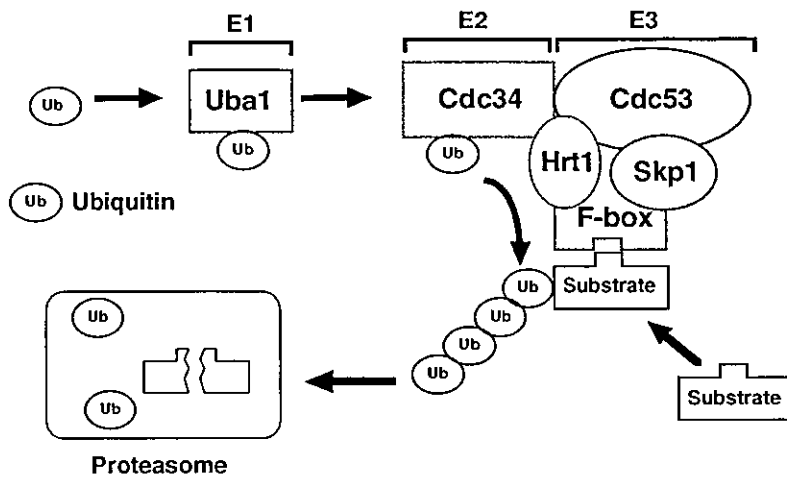 E1
E2
E3
Ub
Uba1
Cdc34
Cdc53
Ub
Ub
Hrt1
Skp1
Ub
Ubiquitin
F-box
Ub
Substrate
Ub
Ub
Ub
Ub
Ub
Substrate
Proteasome